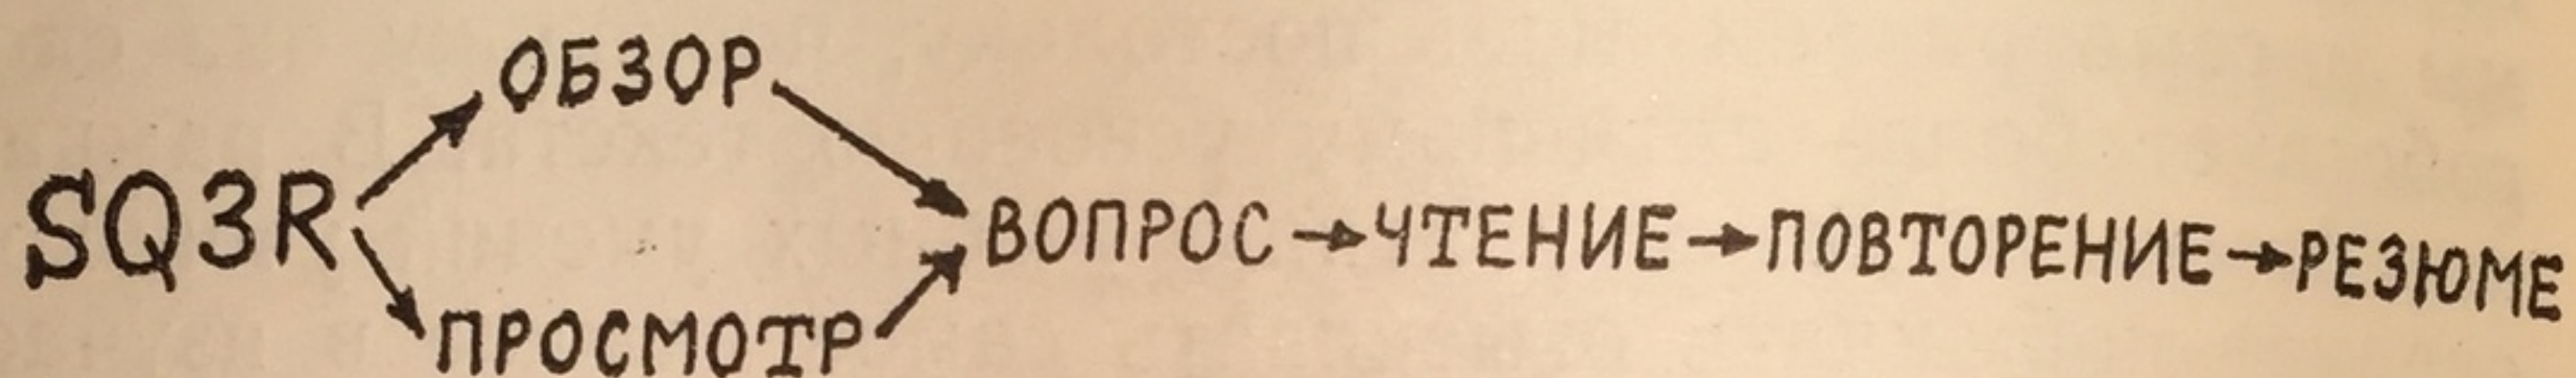 ОБЗОР
SQ3R
ВОПРОС → ЧТЕНИЕ → ПОВТОРЕНИЕ → РЕЗЮМЕ
ПРОСМОТР